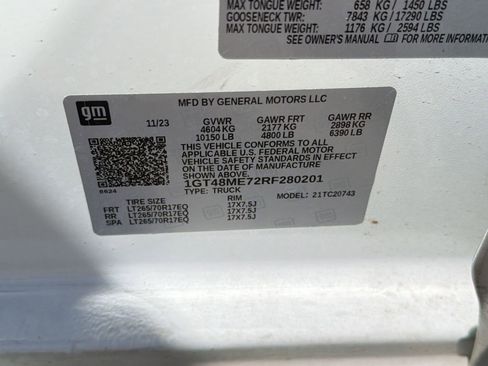 MAX TONGUE WEIGHT: 658 KG / 1450 LBS
GOOSENECK TWR: 7843 KG / 17290 LBS
MAX TONGUE WEIGHT: 1176 KG / 2594 LBS
SEE OWNER'S MANUAL FOR MORE INFORMATION
gm
MFD BY GENERAL MOTORS LLC
11/23 GVWR GAWR FRT GAWR RR
4604 KG 2177 KG 2898 KG
10150 LB 4800 LB 6390 LB
THIS VEHICLE CONFORMS TO ALL
APPLICABLE U.S. FEDERAL MOTOR
VEHICLE SAFETY STANDARDS IN EFFECT
ON THE DATE OF MANUFACTURE SHOWN ABOVE.
1GT48ME72RF280201
TYPE: TRUCK MODEL: 21TC20743
8624
TIRE SIZE RIM
FRT LT265/70R17EQ 17X7.5J
RR LT265/70R17EQ 17X7.5J
SPA LT265/70R17EQ 17X7.5J